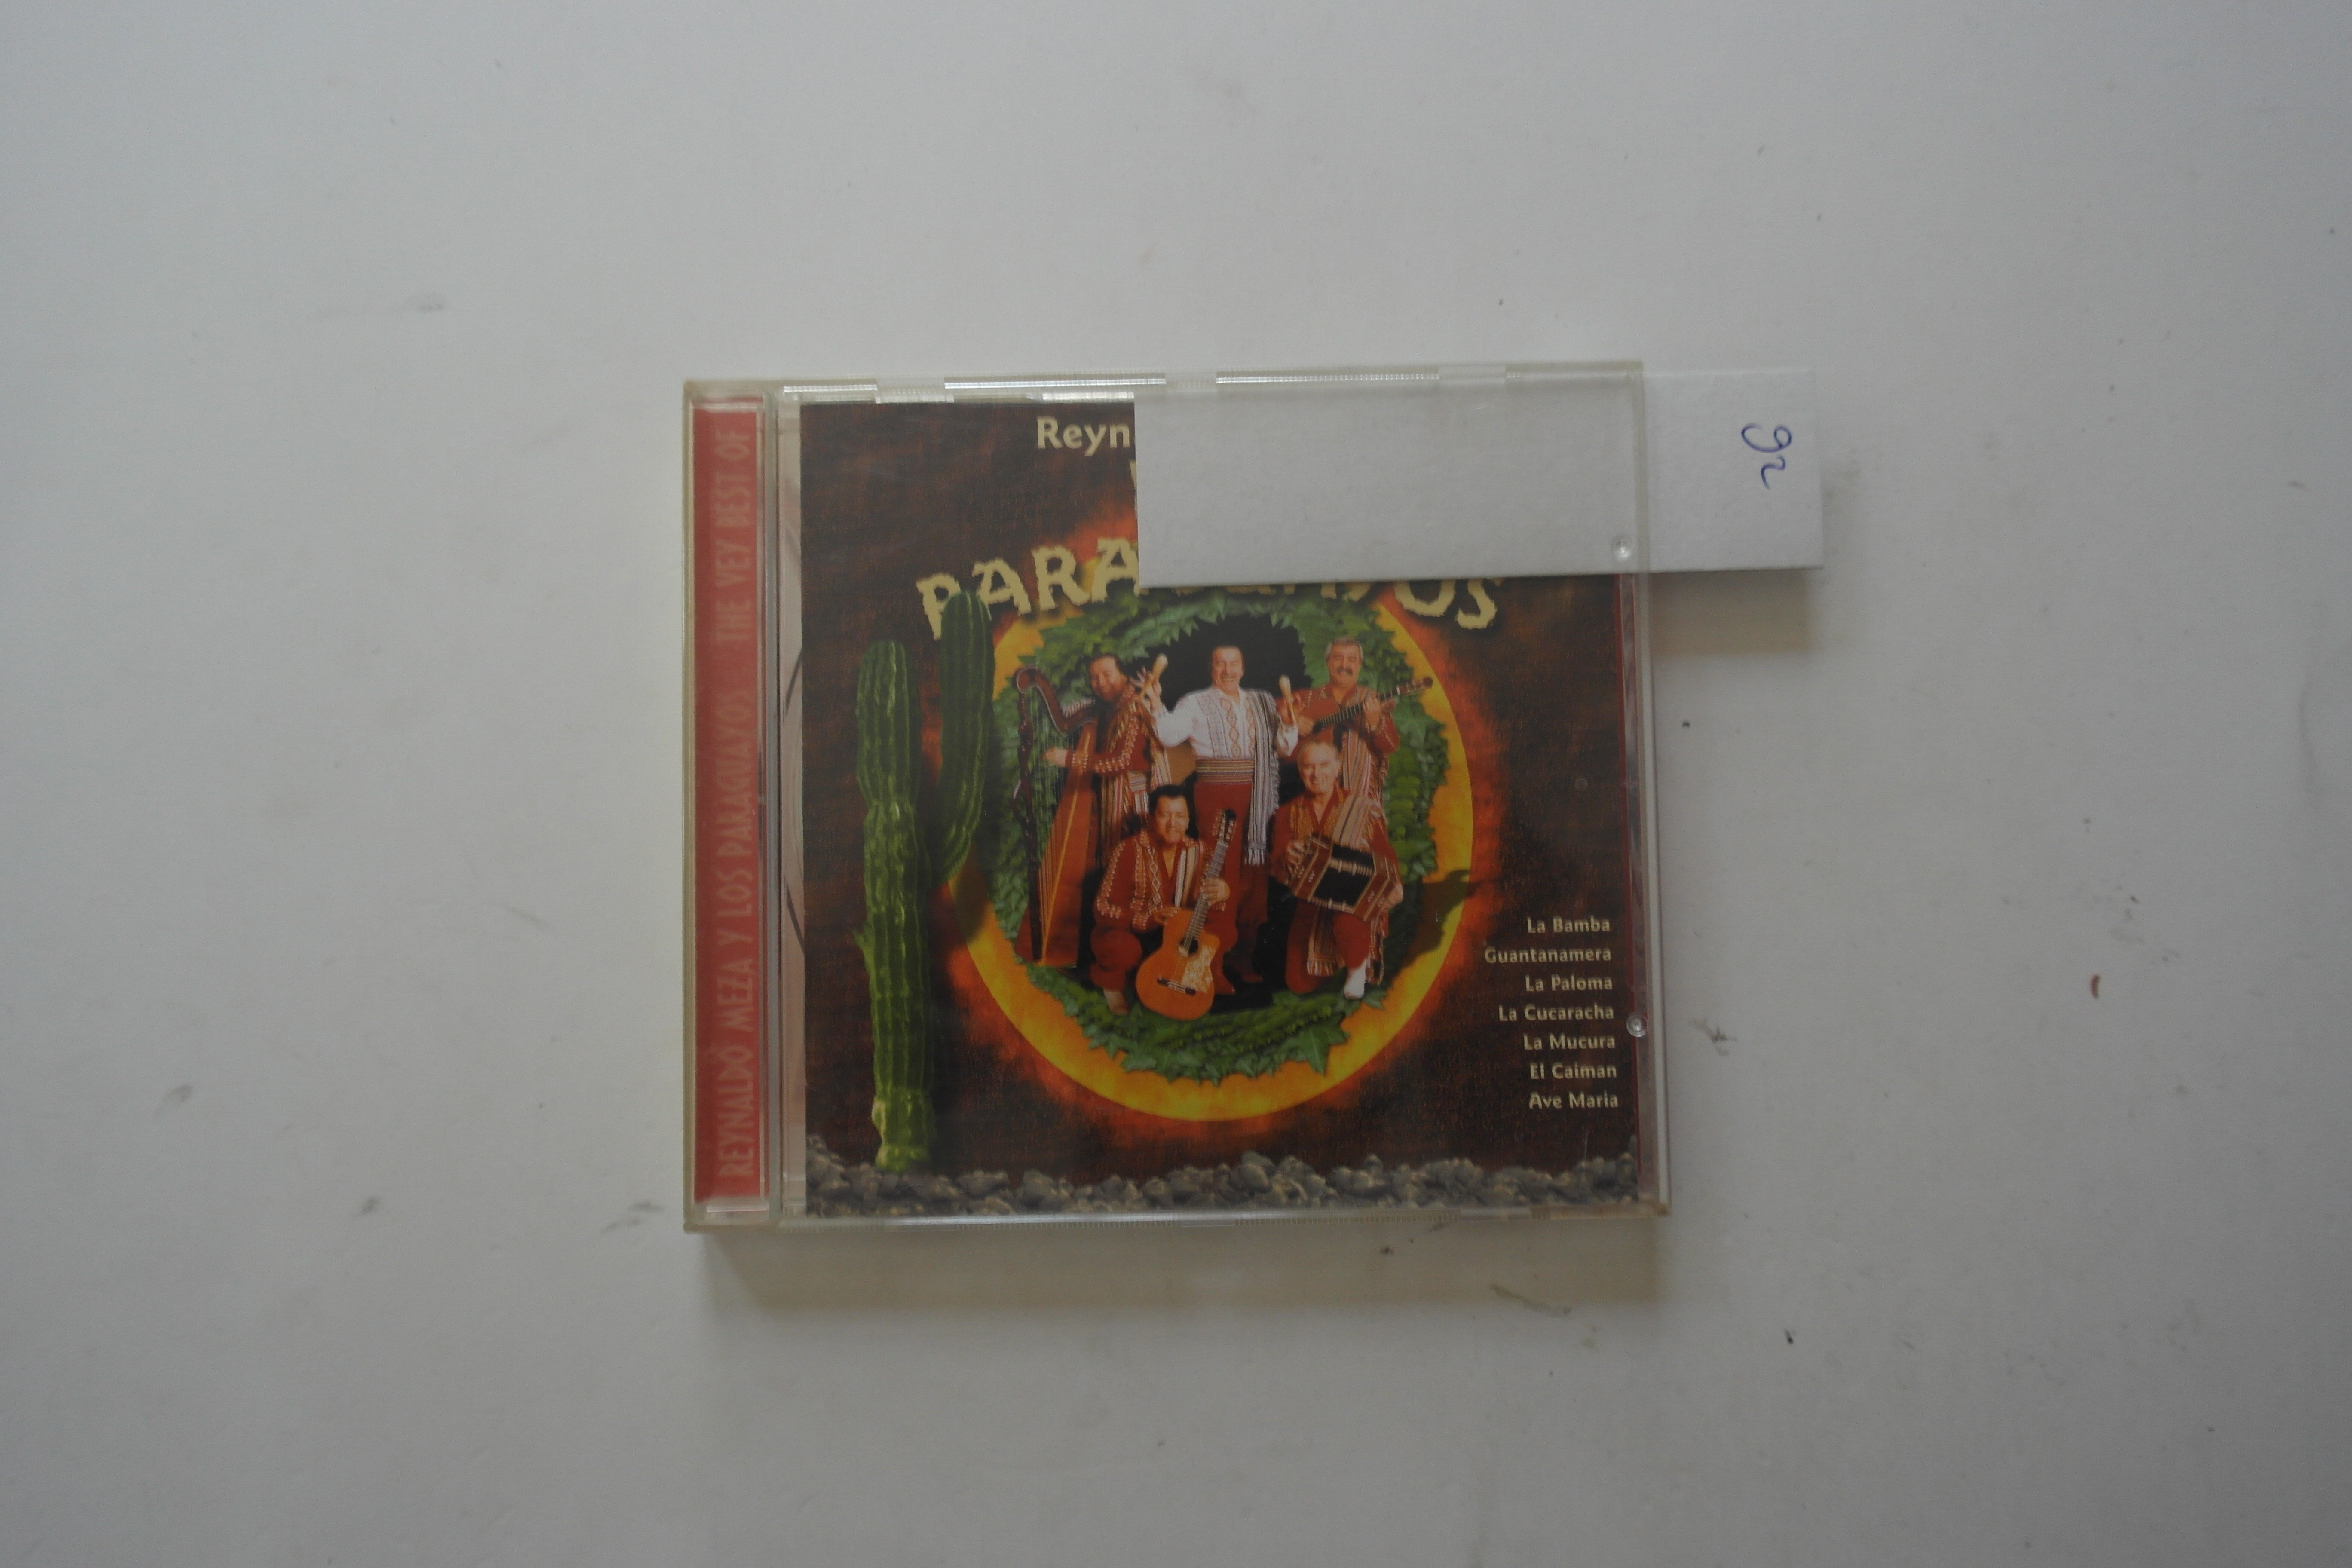 REYNALDO MEZA Y LOS PARAGUAYOS THE VEY BEST OF
Reyn
La Bamba
Guantanamera
La Paloma
La Cucaracha
La Mucura
El Caiman
Ave Maria
92